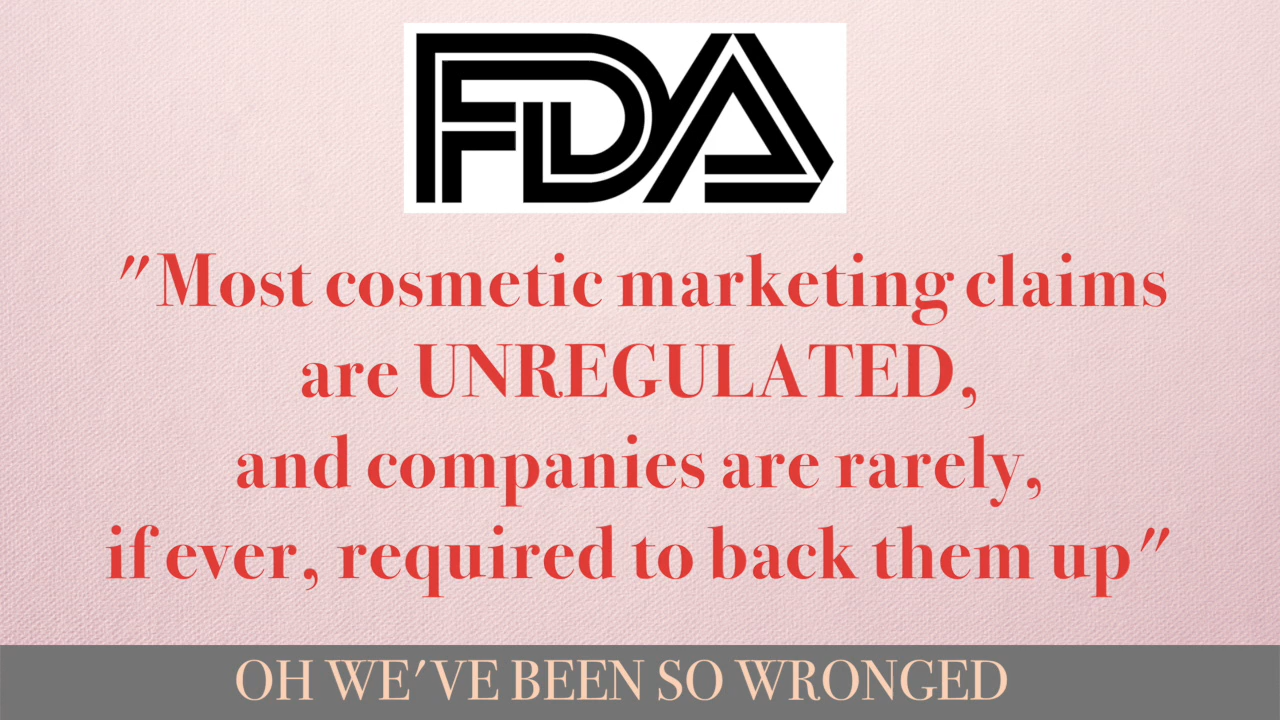 FDA
"Most cosmetic marketing claims
are UNREGULATED,
and companies are rarely,
if ever, required to back them up"
OH WE'VE BEEN SO WRONGED